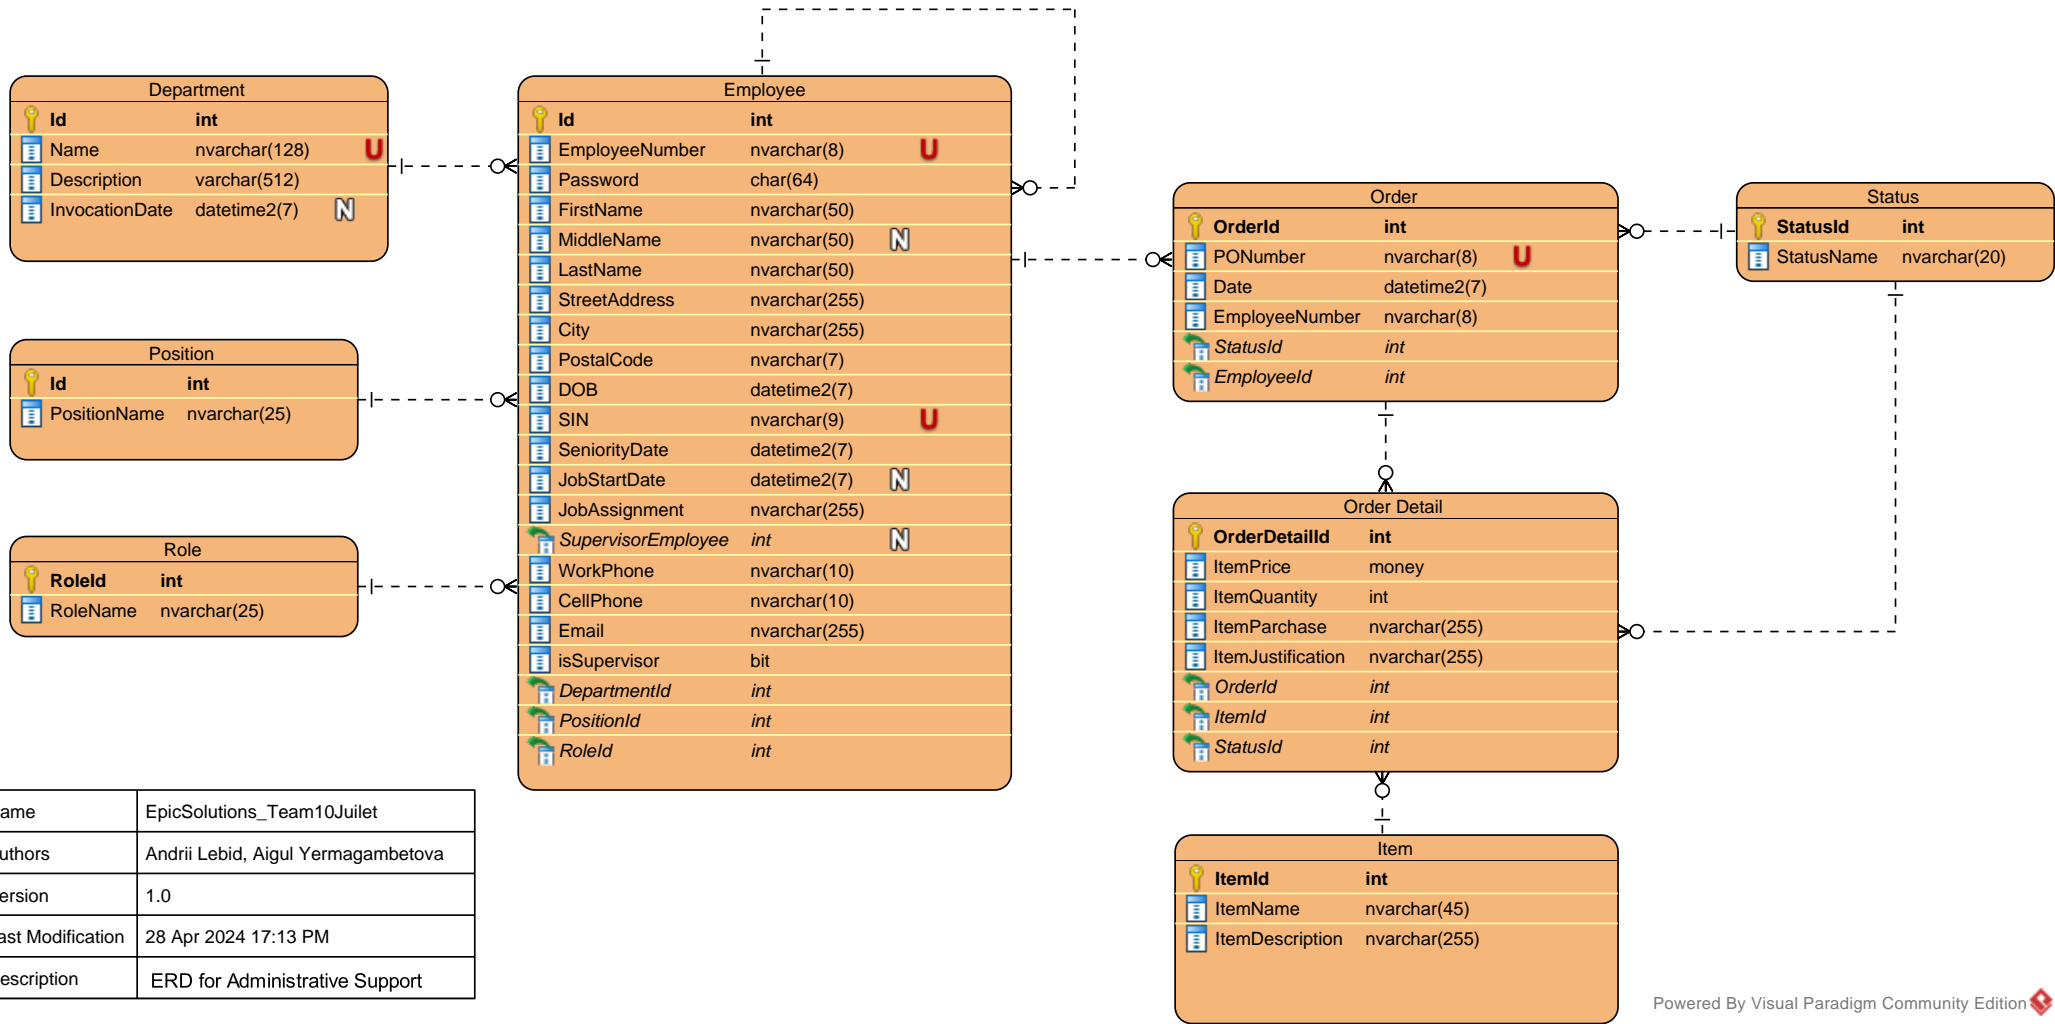 Department
Id int
Name nvarchar(128) U
Description varchar(512)
InvocationDate datetime2(7) N
Position
Id int
PositionName nvarchar(25)
Role
RoleId int
RoleName nvarchar(25)
Employee
Id int
EmployeeNumber nvarchar(8) U
Password char(64)
FirstName nvarchar(50)
MiddleName nvarchar(50) N
LastName nvarchar(50)
StreetAddress nvarchar(255)
City nvarchar(255)
PostalCode nvarchar(7)
DOB datetime2(7)
SIN nvarchar(9) U
SeniorityDate datetime2(7)
JobStartDate datetime2(7) N
JobAssignment nvarchar(255)
SupervisorEmployee int N
WorkPhone nvarchar(10)
CellPhone nvarchar(10)
Email nvarchar(255)
isSupervisor bit
DepartmentId int
PositionId int
RoleId int
Order
OrderId int
PONumber nvarchar(8) U
Date datetime2(7)
EmployeeNumber nvarchar(8)
StatusId int
EmployeeId int
Status
StatusId int
StatusName nvarchar(20)
Order Detail
OrderDetailId int
ItemPrice money
ItemQuantity int
ItemParchase nvarchar(255)
ItemJustification nvarchar(255)
OrderId int
ItemId int
StatusId int
Item
ItemId int
ItemName nvarchar(45)
ItemDescription nvarchar(255)
ame EpicSolutions_Team10Juilet
uthors Andrii Lebid, Aigul Yermagambetova
ersion 1.0
ast Modification 28 Apr 2024 17:13 PM
escription ERD for Administrative Support
Powered By Visual Paradigm Community Edition